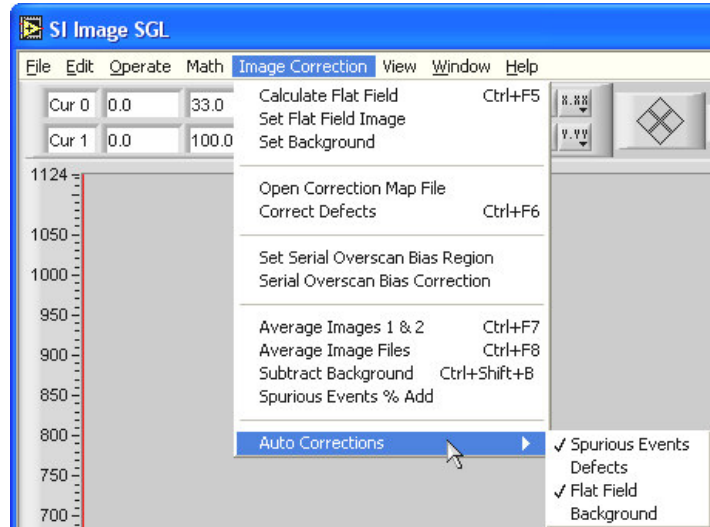 SI Image SGL
File Edit Operate Math Image Correction View Window Help
Cur 0 0.0 33.0
Cur 1 0.0 100.0
X.XX
Y.YY
Calculate Flat Field Ctrl+F5
Set Flat Field Image
Set Background
Open Correction Map File
Correct Defects Ctrl+F6
Set Serial Overscan Bias Region
Serial Overscan Bias Correction
Average Images 1 & 2 Ctrl+F7
Average Image Files Ctrl+F8
Subtract Background Ctrl+Shift+B
Spurious Events % Add
Auto Corrections
Spurious Events
Defects
Flat Field
Background
1124
1050
1000
950
900
850
800
750
700